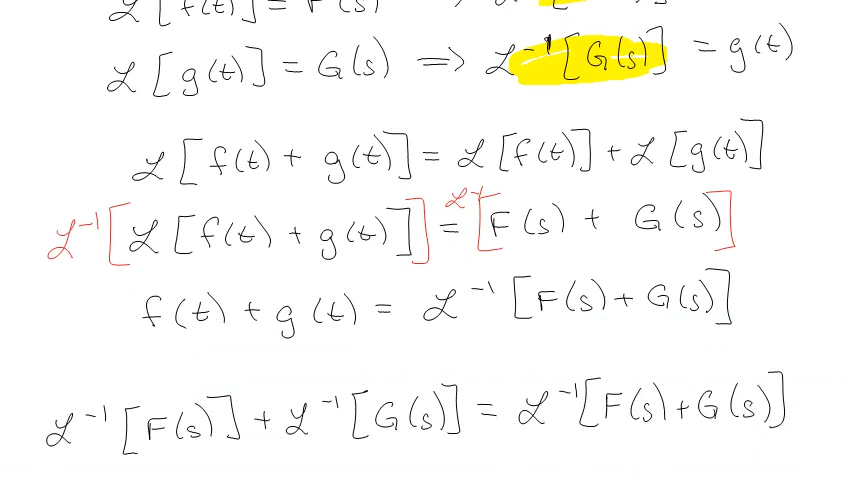 ℒ[f(t)] = F(s) ⇒
ℒ[g(t)] = G(s) ⇒ ℒ⁻¹[G(s)] = g(t)
ℒ[f(t) + g(t)] = ℒ[f(t)] + ℒ[g(t)]
ℒ⁻¹[ℒ[f(t) + g(t)]] = ℒ⁻¹[F(s) + G(s)]
f(t) + g(t) = ℒ⁻¹[F(s) + G(s)]
ℒ⁻¹[F(s)] + ℒ⁻¹[G(s)] = ℒ⁻¹[F(s) + G(s)]